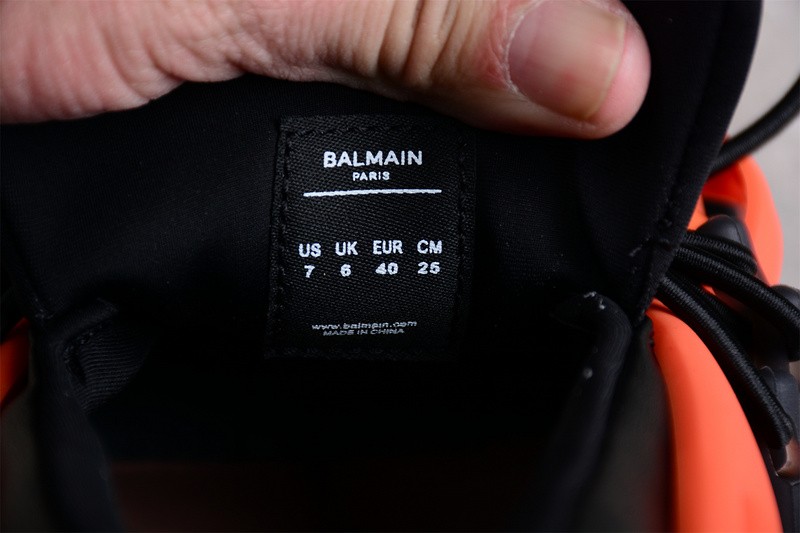 BALMAIN
PARIS
US UK EUR CM
7 6 40 25
www.balmain.com
MADE IN CHINA